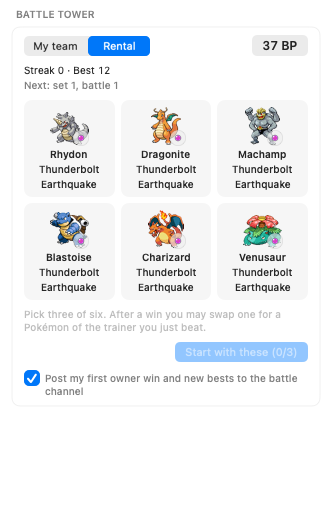 BATTLE TOWER
My team
Rental
37 BP
Streak 0 · Best 12
Next: set 1, battle 1
Rhydon
Thunderbolt
Earthquake
Dragonite
Thunderbolt
Earthquake
Machamp
Thunderbolt
Earthquake
Blastoise
Thunderbolt
Earthquake
Charizard
Thunderbolt
Earthquake
Venusaur
Thunderbolt
Earthquake
Pick three of six. After a win you may swap one for a
Pokémon of the trainer you just beat.
Start with these (0/3)
Post my first owner win and new bests to the battle
channel